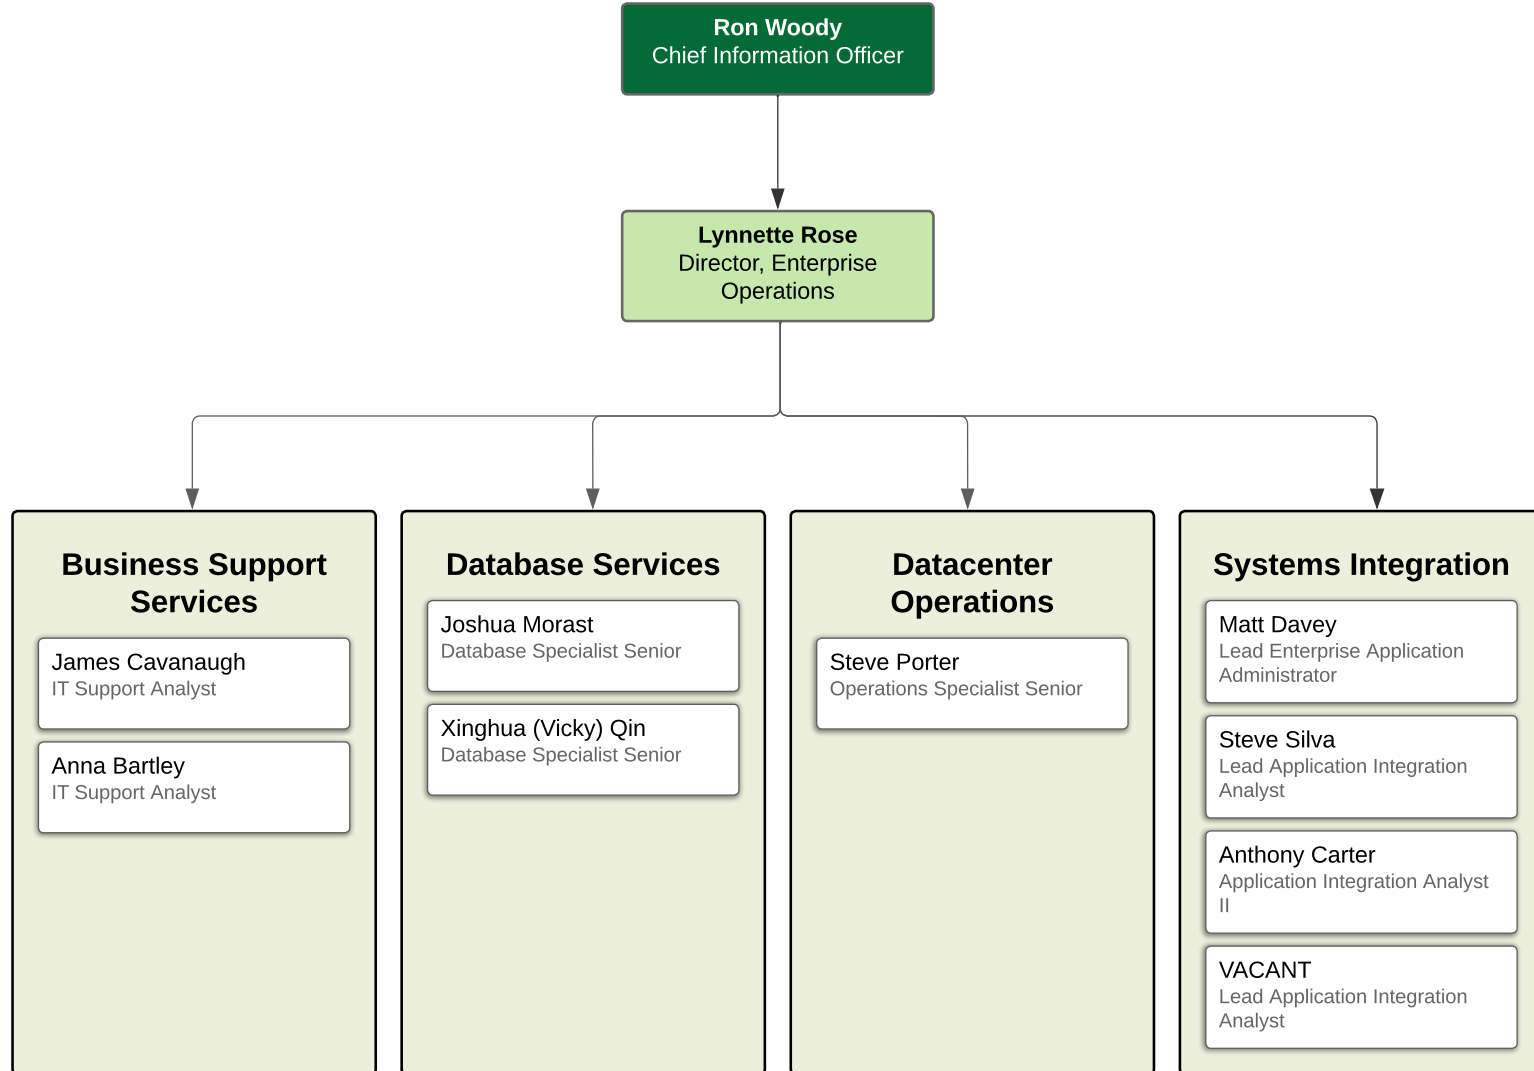 Ron Woody
Chief Information Officer
Lynnette Rose
Director, Enterprise
Operations
Business Support
Services
James Cavanaugh
IT Support Analyst
Anna Bartley
IT Support Analyst
Database Services
Joshua Morast
Database Specialist Senior
Xinghua (Vicky) Qin
Database Specialist Senior
Datacenter
Operations
Steve Porter
Operations Specialist Senior
Systems Integration
Matt Davey
Lead Enterprise Application
Administrator
Steve Silva
Lead Application Integration
Analyst
Anthony Carter
Application Integration Analyst
II
VACANT
Lead Application Integration
Analyst